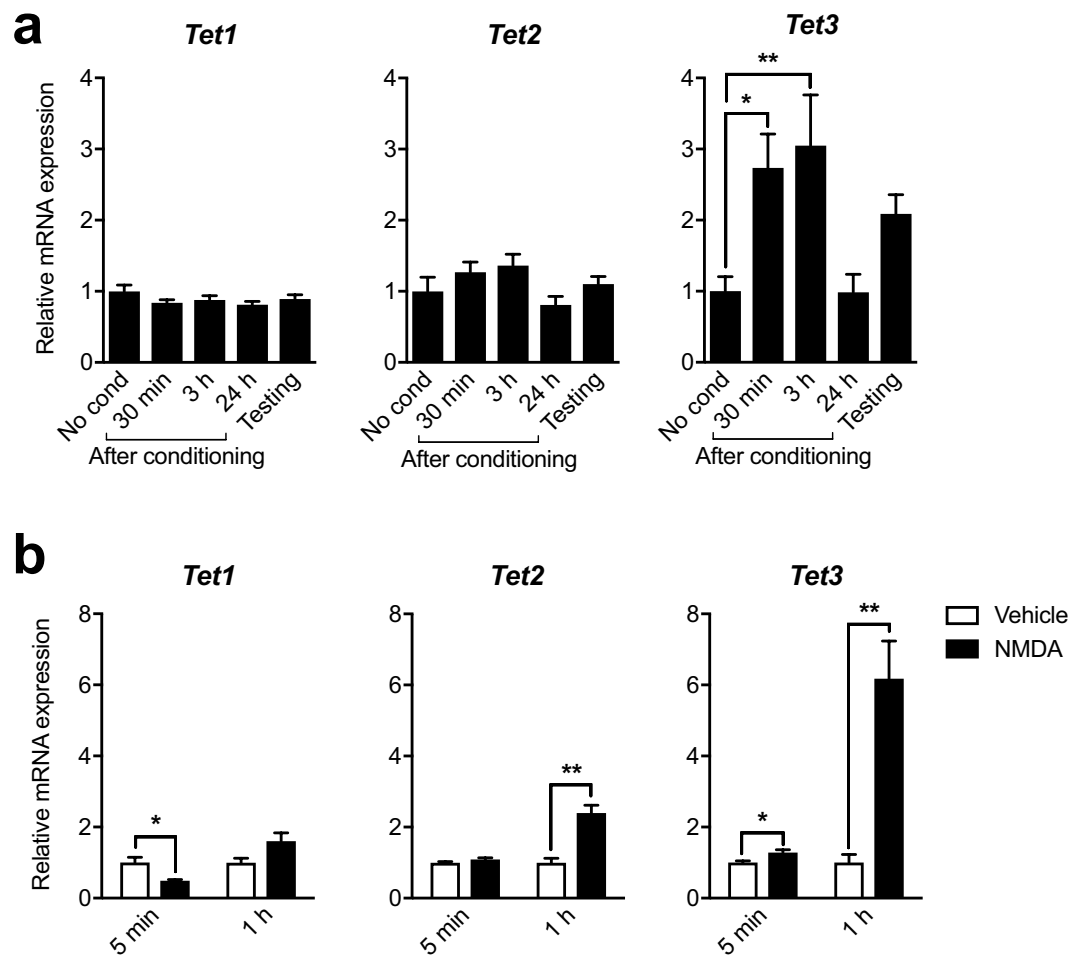 a
Tet1 Tet2 Tet3
Relative mRNA expression
4 3 2 1 0
No cond 30 min 3 h 24 h Testing
After conditioning
4 3 2 1 0
No cond 30 min 3 h 24 h Testing
After conditioning
* **
4 3 2 1 0
No cond 30 min 3 h 24 h Testing
After conditioning
b
Tet1 Tet2 Tet3
Relative mRNA expression
8 6 4 2 0
*
5 min 1 h
8 6 4 2 0
**
5 min 1 h
8 6 4 2 0
* **
5 min 1 h
Vehicle
NMDA